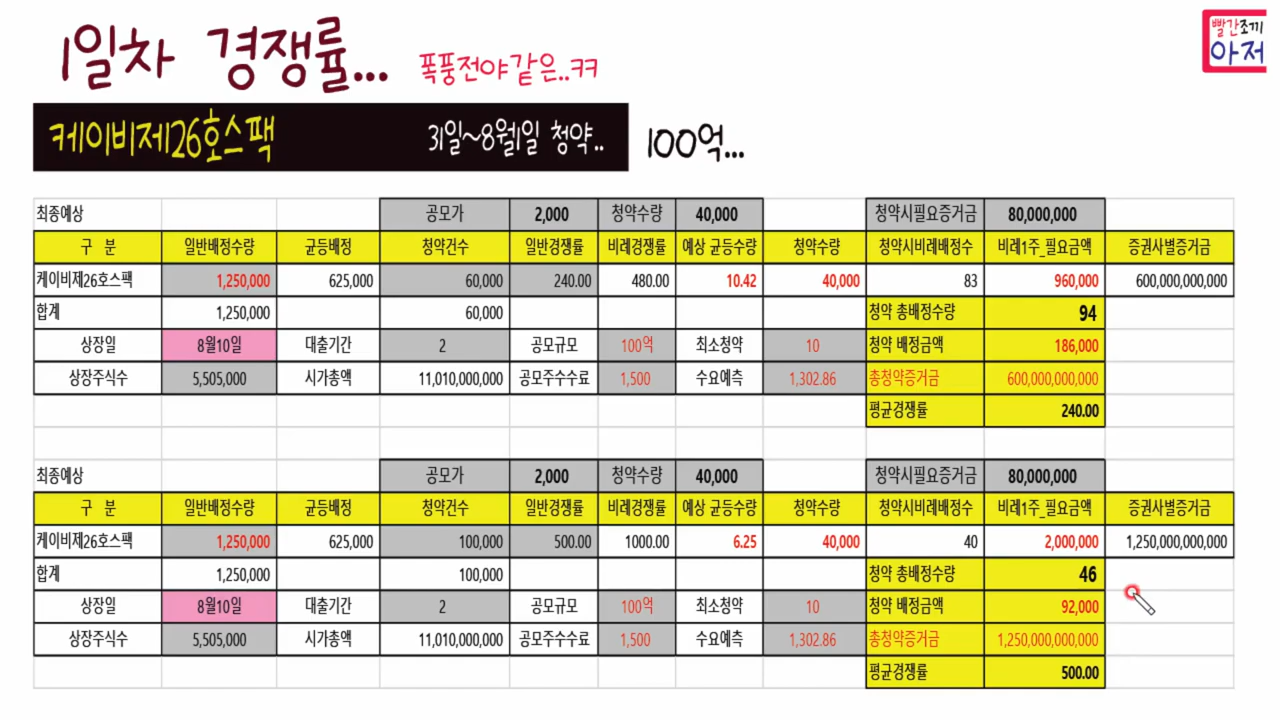 1일차 경쟁률... 폭풍전야같은..ㅋㅋ
빨간조끼
아저
케이비제26호스팩 31일~8월1일 청약.. 100억...
최종예상 공모가 2,000 청약수량 40,000 청약시필요증거금 80,000,000
구 분 일반배정수량 균등배정 청약건수 일반경쟁률 비례경쟁률 예상 균등수량 청약수량 청약시비례배정수 비례1주_필요금액 증권사별증거금
케이비제26호스팩 1,250,000 625,000 60,000 240.00 480.00 10.42 40,000 83 960,000 600,000,000,000
합계 1,250,000 60,000 청약 총배정수량 94
상장일 8월10일 대출기간 2 공모규모 100억 최소청약 10 청약 배정금액 186,000
상장주식수 5,505,000 시가총액 11,010,000,000 공모주수수료 1,500 수요예측 1,302.86 총청약증거금 600,000,000,000
평균경쟁률 240.00
최종예상 공모가 2,000 청약수량 40,000 청약시필요증거금 80,000,000
구 분 일반배정수량 균등배정 청약건수 일반경쟁률 비례경쟁률 예상 균등수량 청약수량 청약시비례배정수 비례1주_필요금액 증권사별증거금
케이비제26호스팩 1,250,000 625,000 100,000 500.00 1000.00 6.25 40,000 40 2,000,000 1,250,000,000,000
합계 1,250,000 100,000 청약 총배정수량 46
상장일 8월10일 대출기간 2 공모규모 100억 최소청약 10 청약 배정금액 92,000
상장주식수 5,505,000 시가총액 11,010,000,000 공모주수수료 1,500 수요예측 1,302.86 총청약증거금 1,250,000,000,000
평균경쟁률 500.00